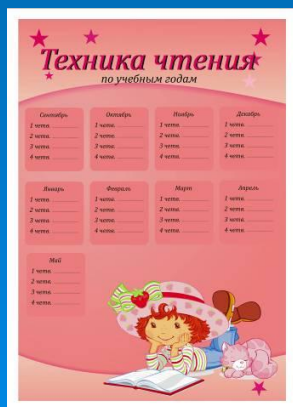 Техника чтения
по учебным годам
Сентябрь
1 четв.
2 четв.
3 четв.
4 четв.
Октябрь
1 четв.
2 четв.
3 четв.
4 четв.
Ноябрь
1 четв.
2 четв.
3 четв.
4 четв.
Декабрь
1 четв.
2 четв.
3 четв.
4 четв.
Январь
1 четв.
2 четв.
3 четв.
4 четв.
Февраль
1 четв.
2 четв.
3 четв.
4 четв.
Март
1 четв.
2 четв.
3 четв.
4 четв.
Апрель
1 четв.
2 четв.
3 четв.
4 четв.
Май
1 четв.
2 четв.
3 четв.
4 четв.